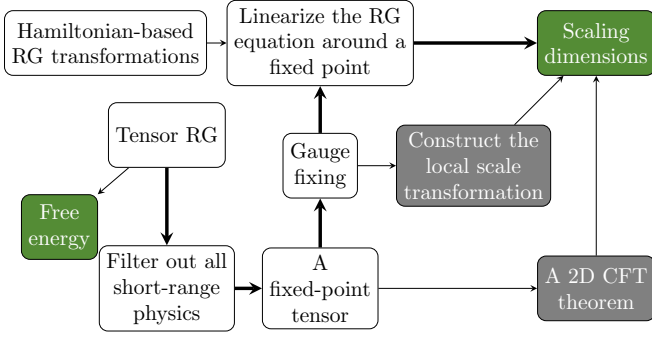 Hamiltonian-based
RG transformations
Linearize the RG
equation around a
fixed point
Scaling
dimensions
Tensor RG
Gauge
fixing
Construct the
local scale
transformation
Free
energy
Filter out all
short-range
physics
A
fixed-point
tensor
A 2D CFT
theorem